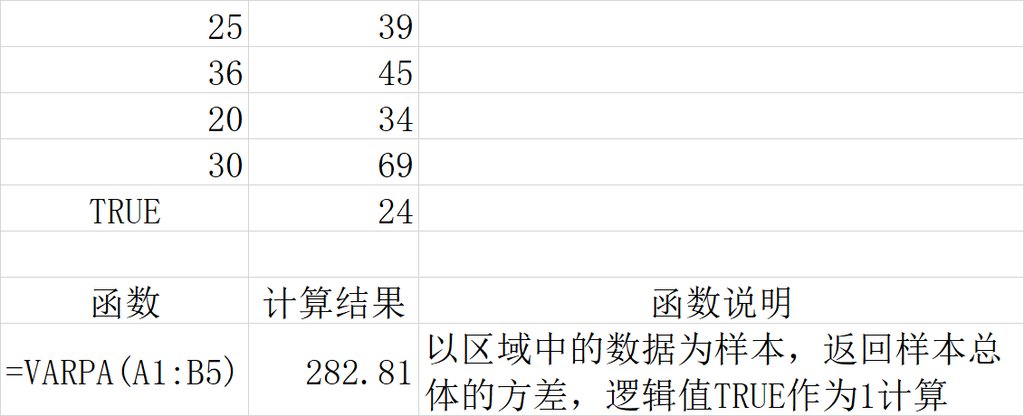 25 39
36 45
20 34
30 69
TRUE 24
函数 计算结果 函数说明
=VARPA(A1:B5) 282.81 以区域中的数据为样本，返回样本总
体的方差，逻辑值TRUE作为1计算